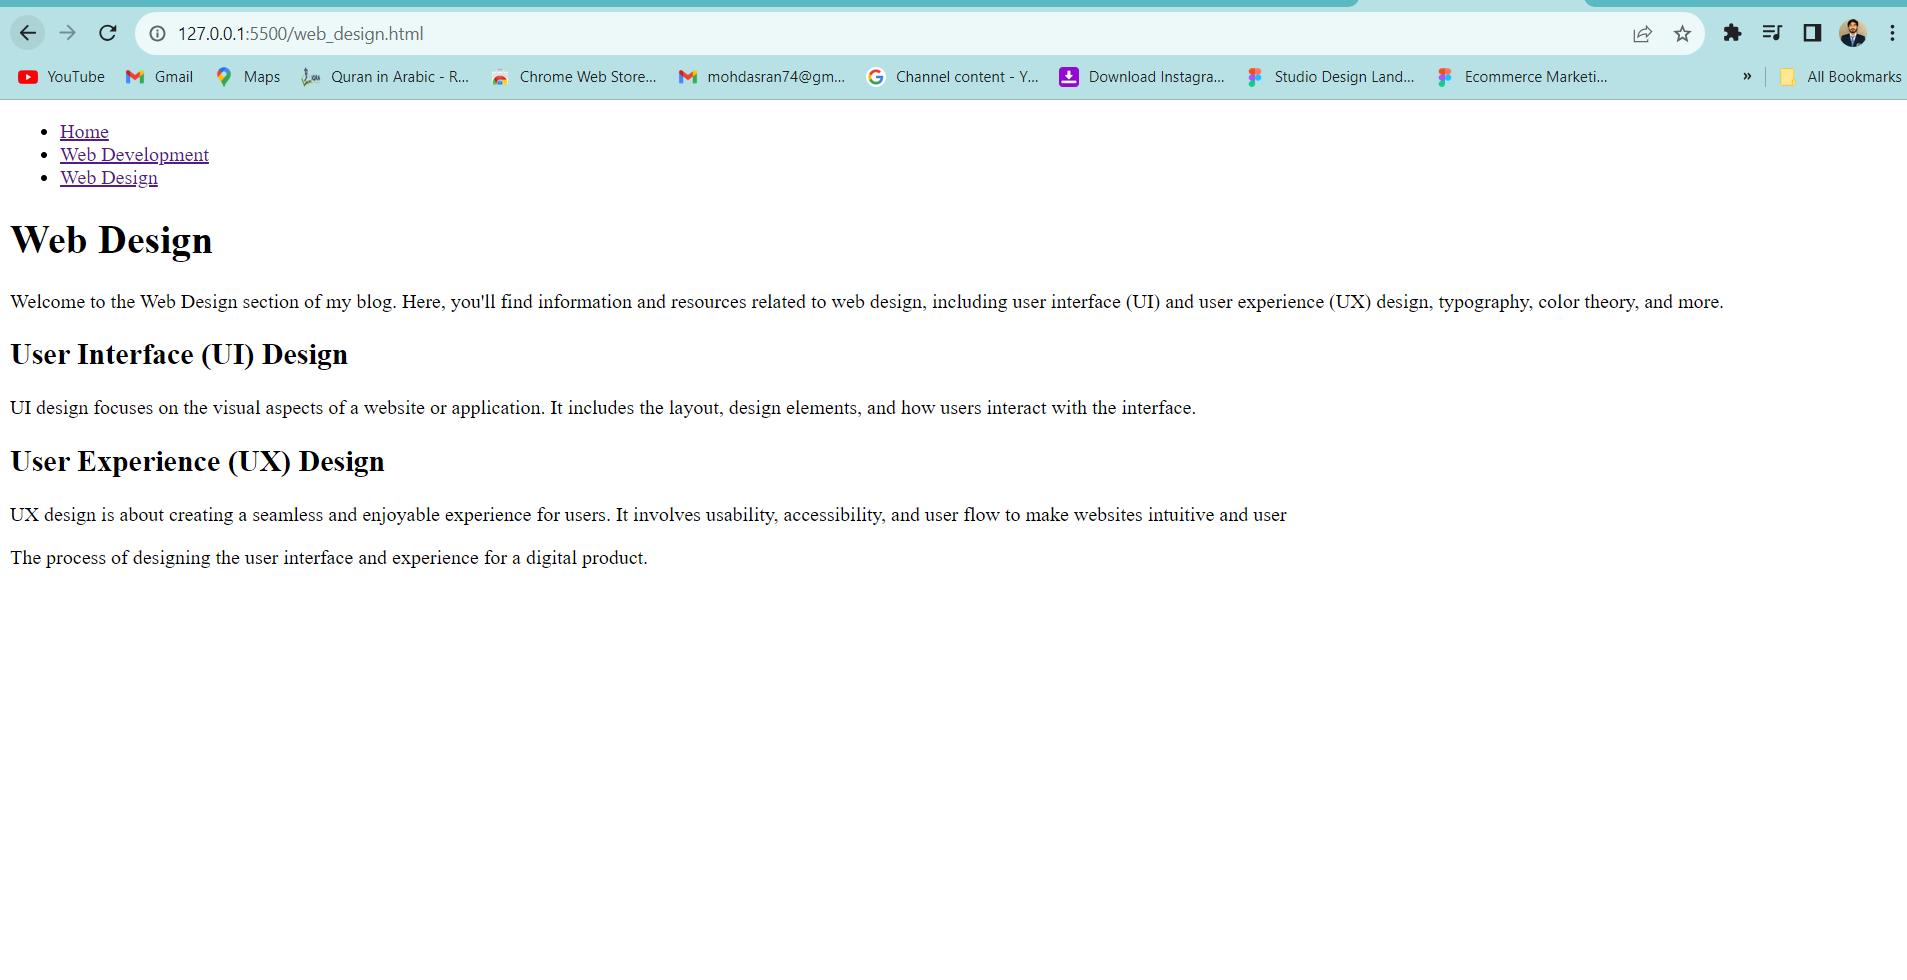 127.0.0.1:5500/web_design.html
YouTube Gmail Maps Quran in Arabic - R... Chrome Web Store... mohdasran74@gm... Channel content - Y... Download Instagra... Studio Design Land... Ecommerce Marketi... » All Bookmarks
Home
Web Development
Web Design
Web Design
Welcome to the Web Design section of my blog. Here, you'll find information and resources related to web design, including user interface (UI) and user experience (UX) design, typography, color theory, and more.
User Interface (UI) Design
UI design focuses on the visual aspects of a website or application. It includes the layout, design elements, and how users interact with the interface.
User Experience (UX) Design
UX design is about creating a seamless and enjoyable experience for users. It involves usability, accessibility, and user flow to make websites intuitive and user
The process of designing the user interface and experience for a digital product.